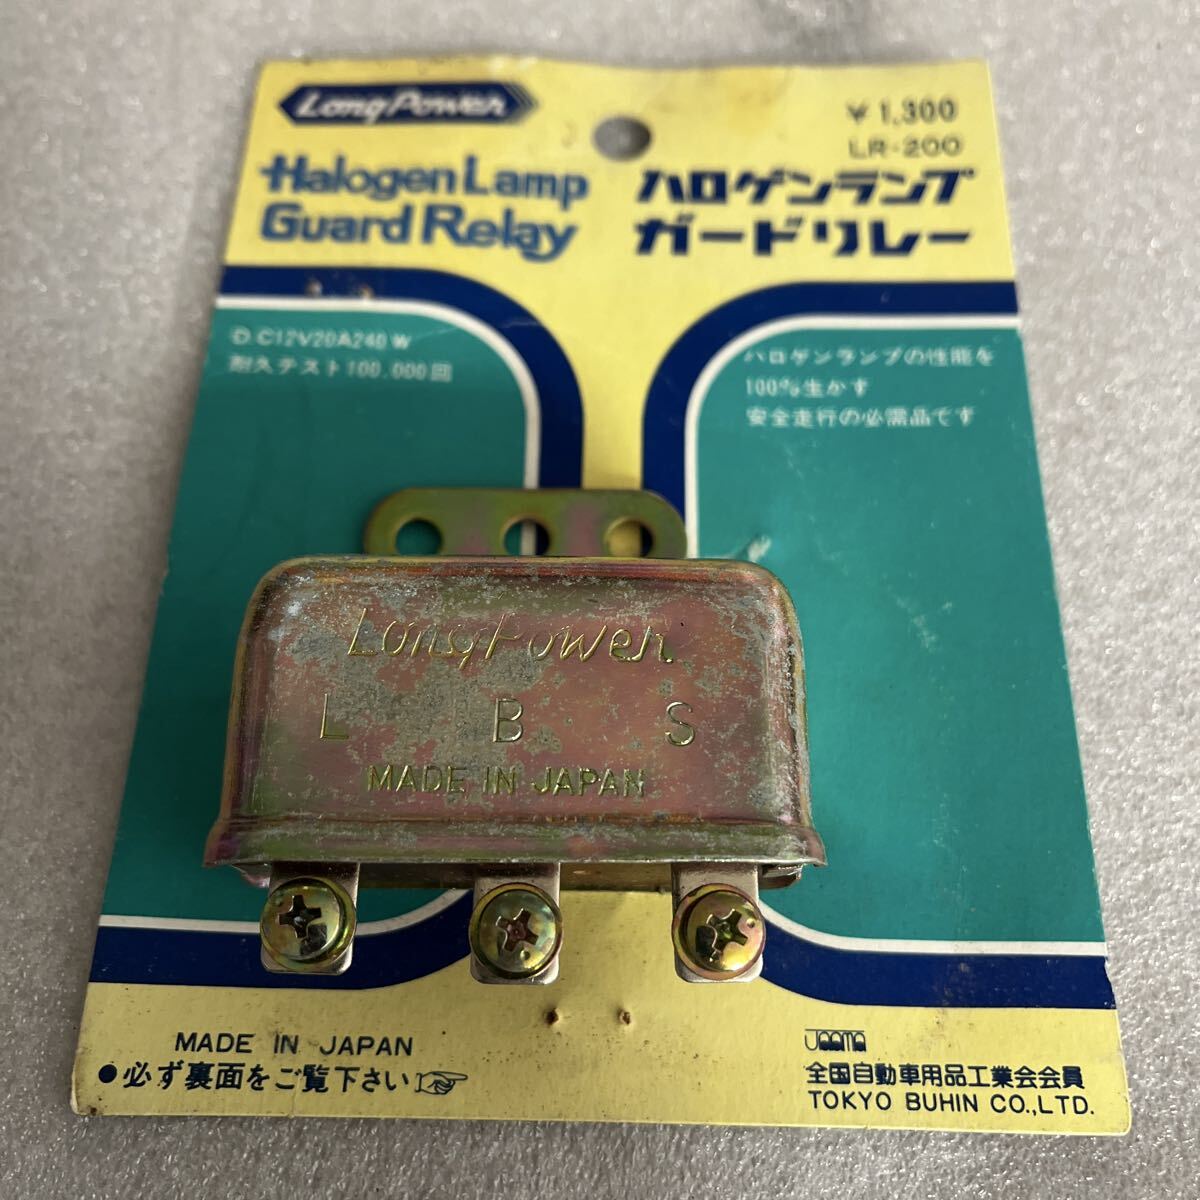 LongPower
¥1,300
LR-200
Halogen Lamp
Guard Relay
ハロゲンランプ
ガードリレー
D.C12V20A240W
耐久テスト100.000回
ハロゲンランプの性能を
100%生かす
安全走行の必需品です
LongPower
L B S
MADE IN JAPAN
MADE IN JAPAN
●必ず裏面をご覧下さい☞
JAAMA
全国自動車用品工業会会員
TOKYO BUHIN CO.,LTD.